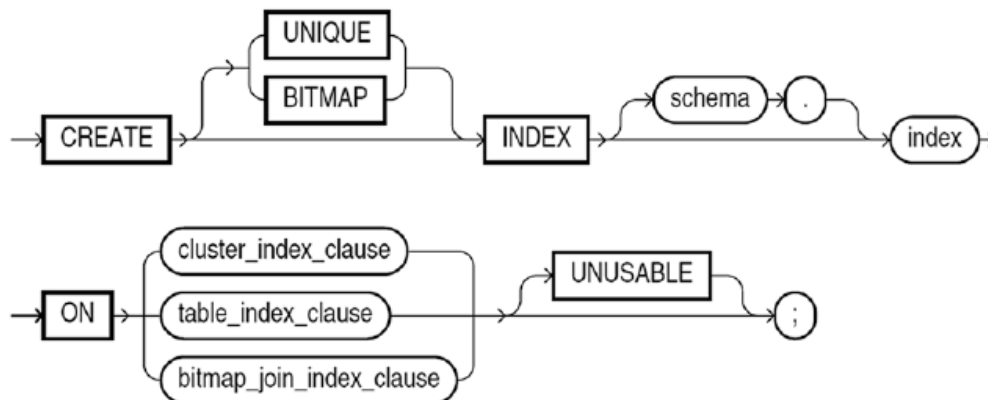 UNIQUE
BITMAP
schema .
CREATE INDEX index
cluster_index_clause
UNUSABLE
ON table_index_clause ;
bitmap_join_index_clause